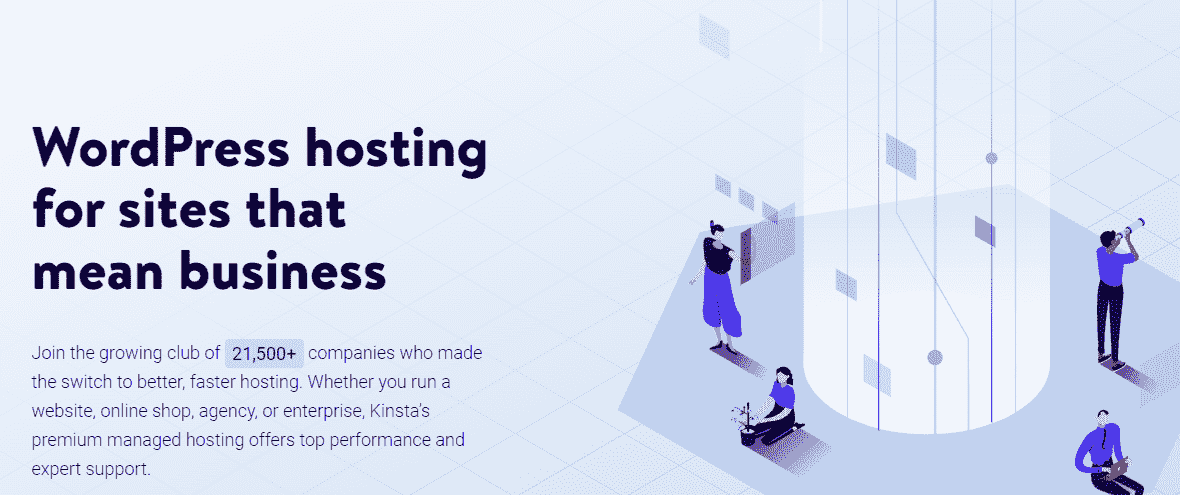 WordPress hosting
for sites that
mean business
Join the growing club of 21,500+ companies who made
the switch to better, faster hosting. Whether you run a
website, online shop, agency, or enterprise, Kinsta's
premium managed hosting offers top performance and
expert support.